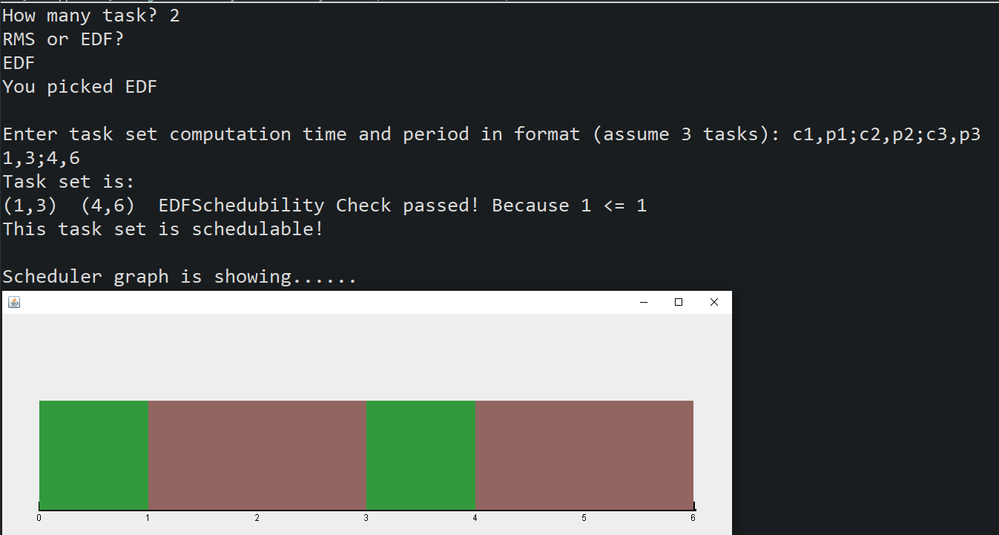 How many task? 2
RMS or EDF?
EDF
You picked EDF
Enter task set computation time and period in format (assume 3 tasks): c1,p1;c2,p2;c3,p3
1,3;4,6
Task set is:
(1,3)  (4,6)  EDFSchedubility Check passed! Because 1 <= 1
This task set is schedulable!
Scheduler graph is showing......
0 1 2 3 4 5 6